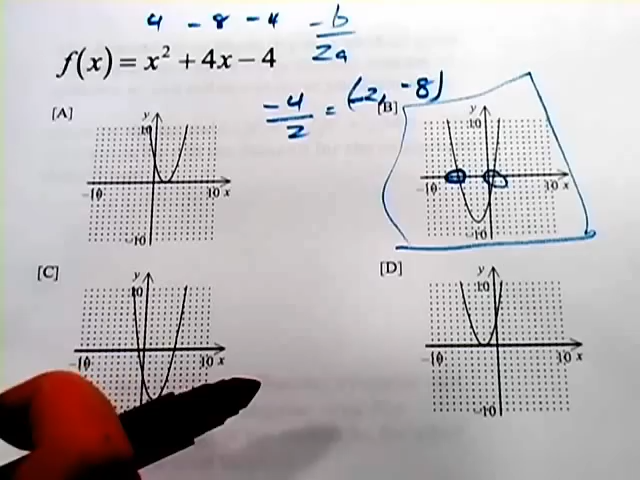 4 - 8 - 4
-b
2a
f(x) = x² + 4x - 4
-4
2
= (-2, -8)
[A]
y
10
-10
10 x
-10
[B]
y
10
-10
10 x
-10
[C]
y
10
-10
10 x
[D]
y
10
-10
10 x
-10